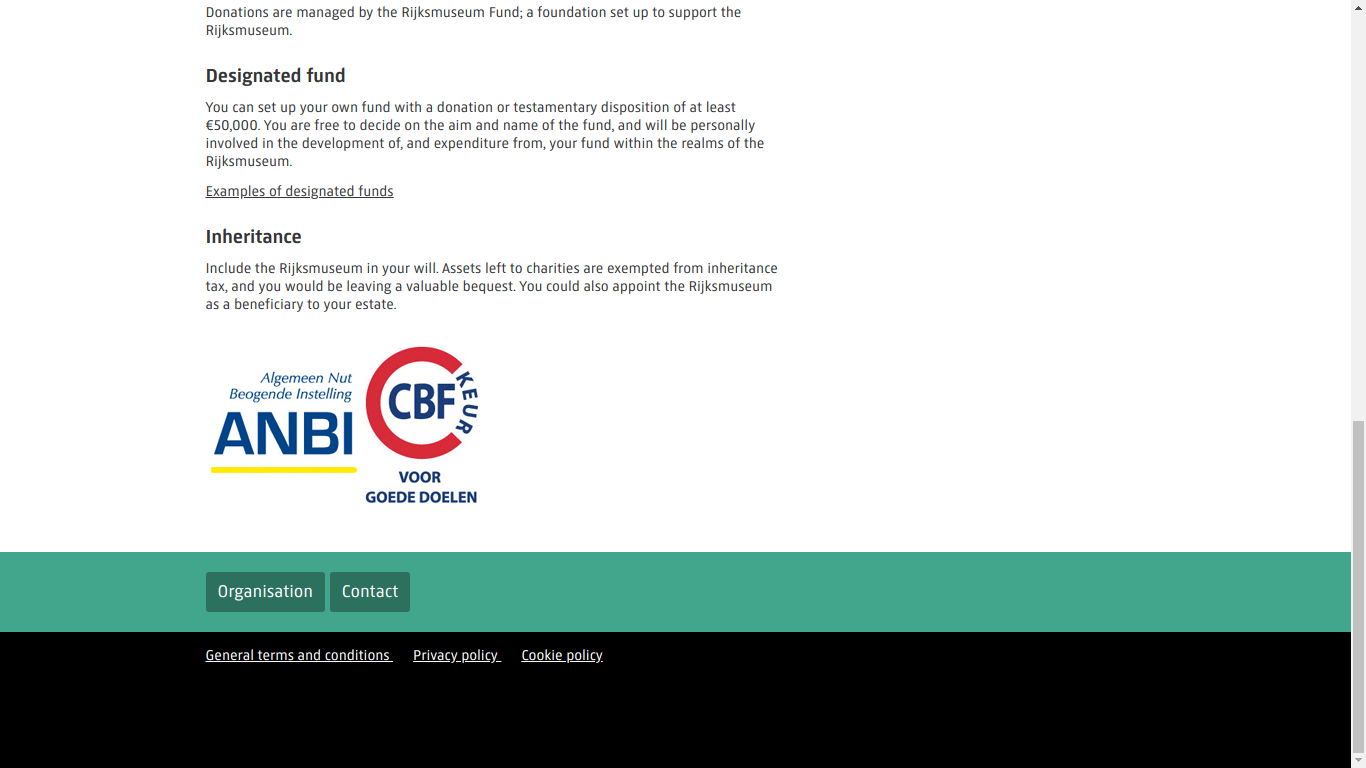 Donations are managed by the Rijksmuseum Fund; a foundation set up to support the
Rijksmuseum.
Designated fund
You can set up your own fund with a donation or testamentary disposition of at least
€50,000. You are free to decide on the aim and name of the fund, and will be personally
involved in the development of, and expenditure from, your fund within the realms of the
Rijksmuseum.
Examples of designated funds
Inheritance
Include the Rijksmuseum in your will. Assets left to charities are exempted from inheritance
tax, and you would be leaving a valuable bequest. You could also appoint the Rijksmuseum
as a beneficiary to your estate.
Algemeen Nut
Beogende Instelling
ANBI
CBF
KEUR
VOOR
GOEDE DOELEN
Organisation Contact
General terms and conditions Privacy policy Cookie policy